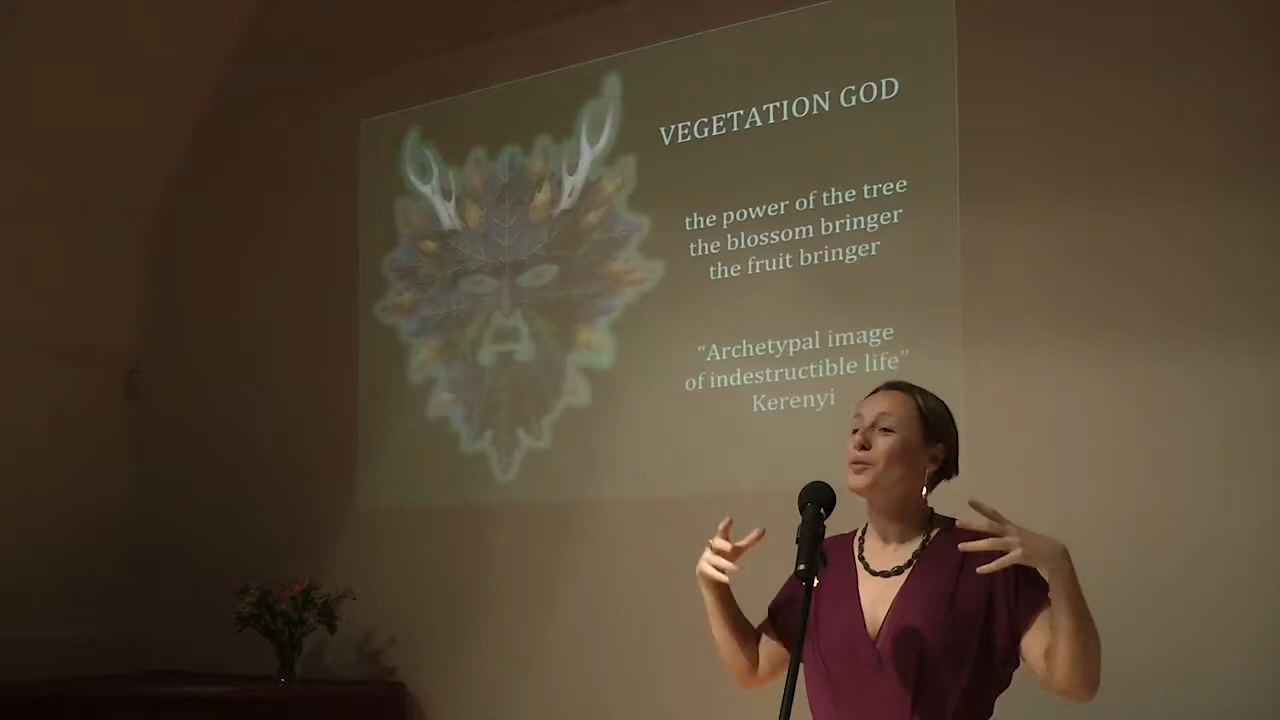 VEGETATION GOD
the power of the tree
the blossom bringer
the fruit bringer
“Archetypal image
of indestructible life”
Kerenyi